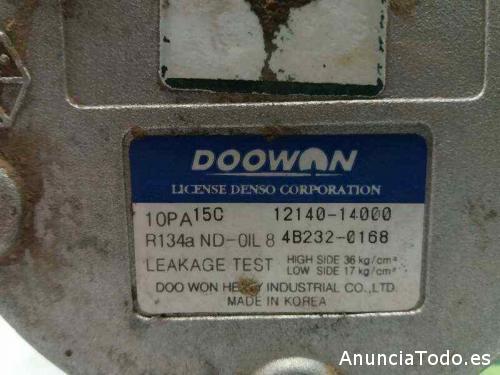 DOOWON
LICENSE DENSO CORPORATION
10PA15C 12140-14000
R134a ND-OIL 8 4B232-0168
LEAKAGE TEST HIGH SIDE 36 kg/cm²
LOW SIDE 17 kg/cm²
DOO WON HEAVY INDUSTRIAL CO.,LTD.
MADE IN KOREA
AnunciaTodo.es